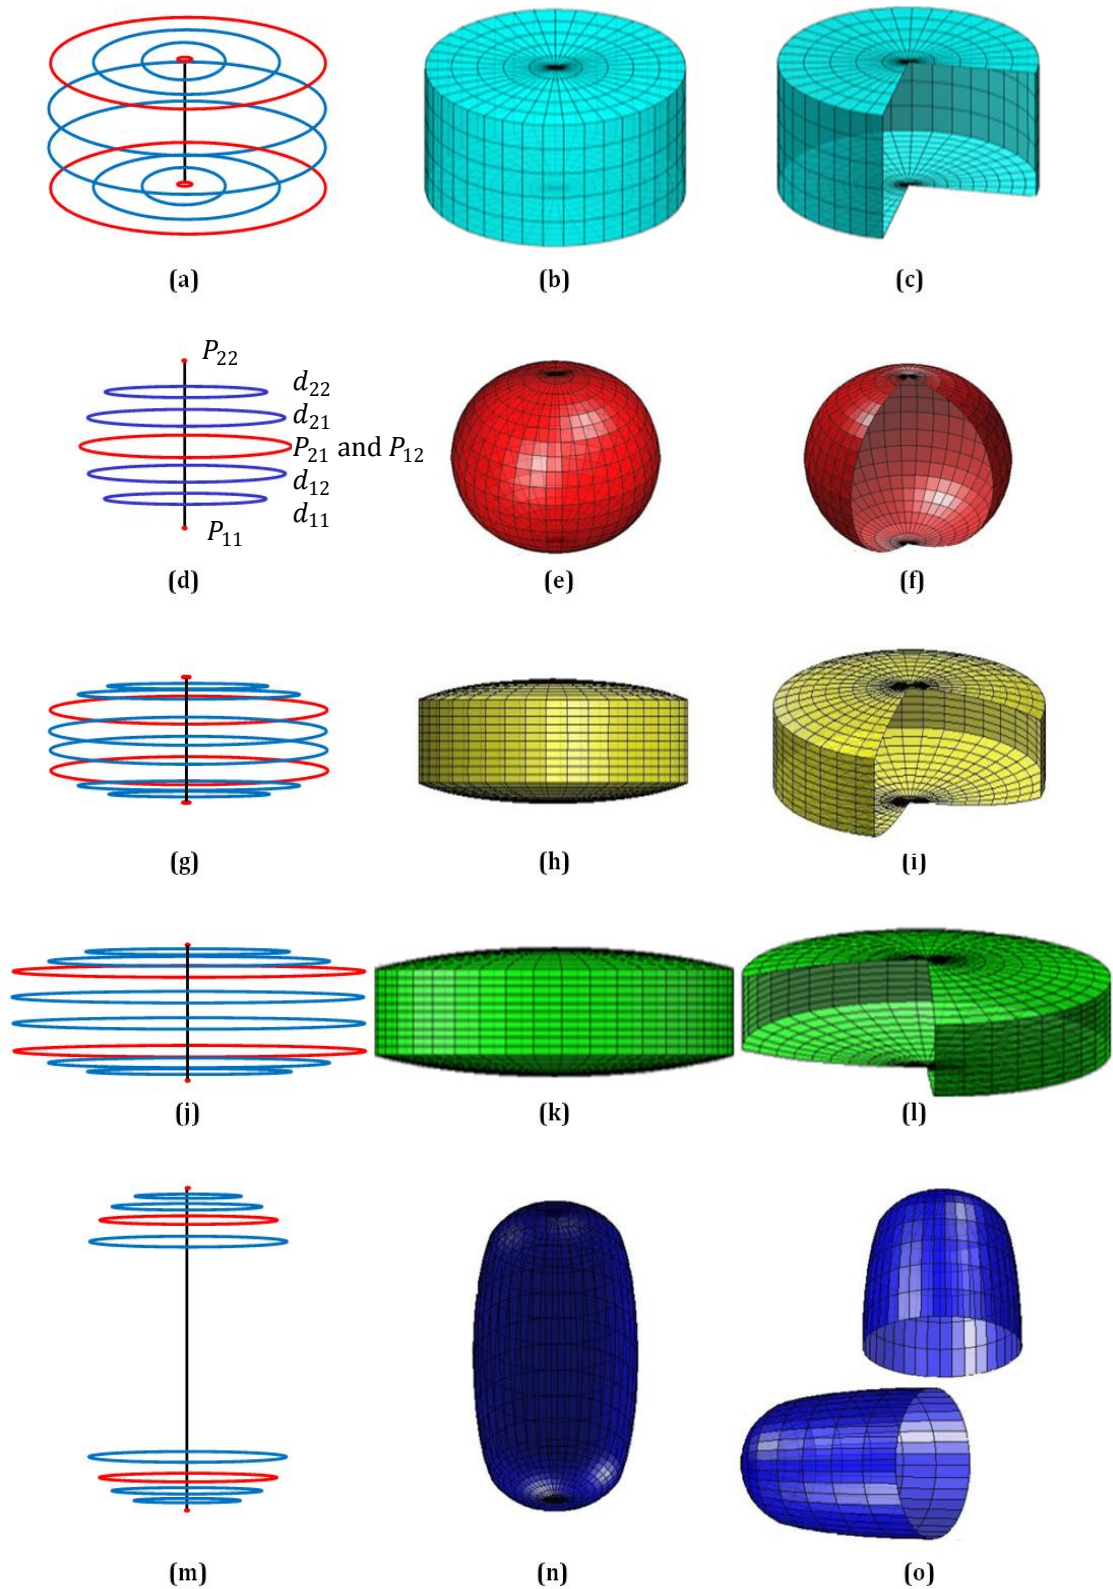 (a) (b) (c)
P₂₂
d₂₂
d₂₁
P₂₁ and P₁₂
d₁₂
d₁₁
P₁₁
(d) (e) (f)
(g) (h) (i)
(j) (k) (l)
(m) (n) (o)